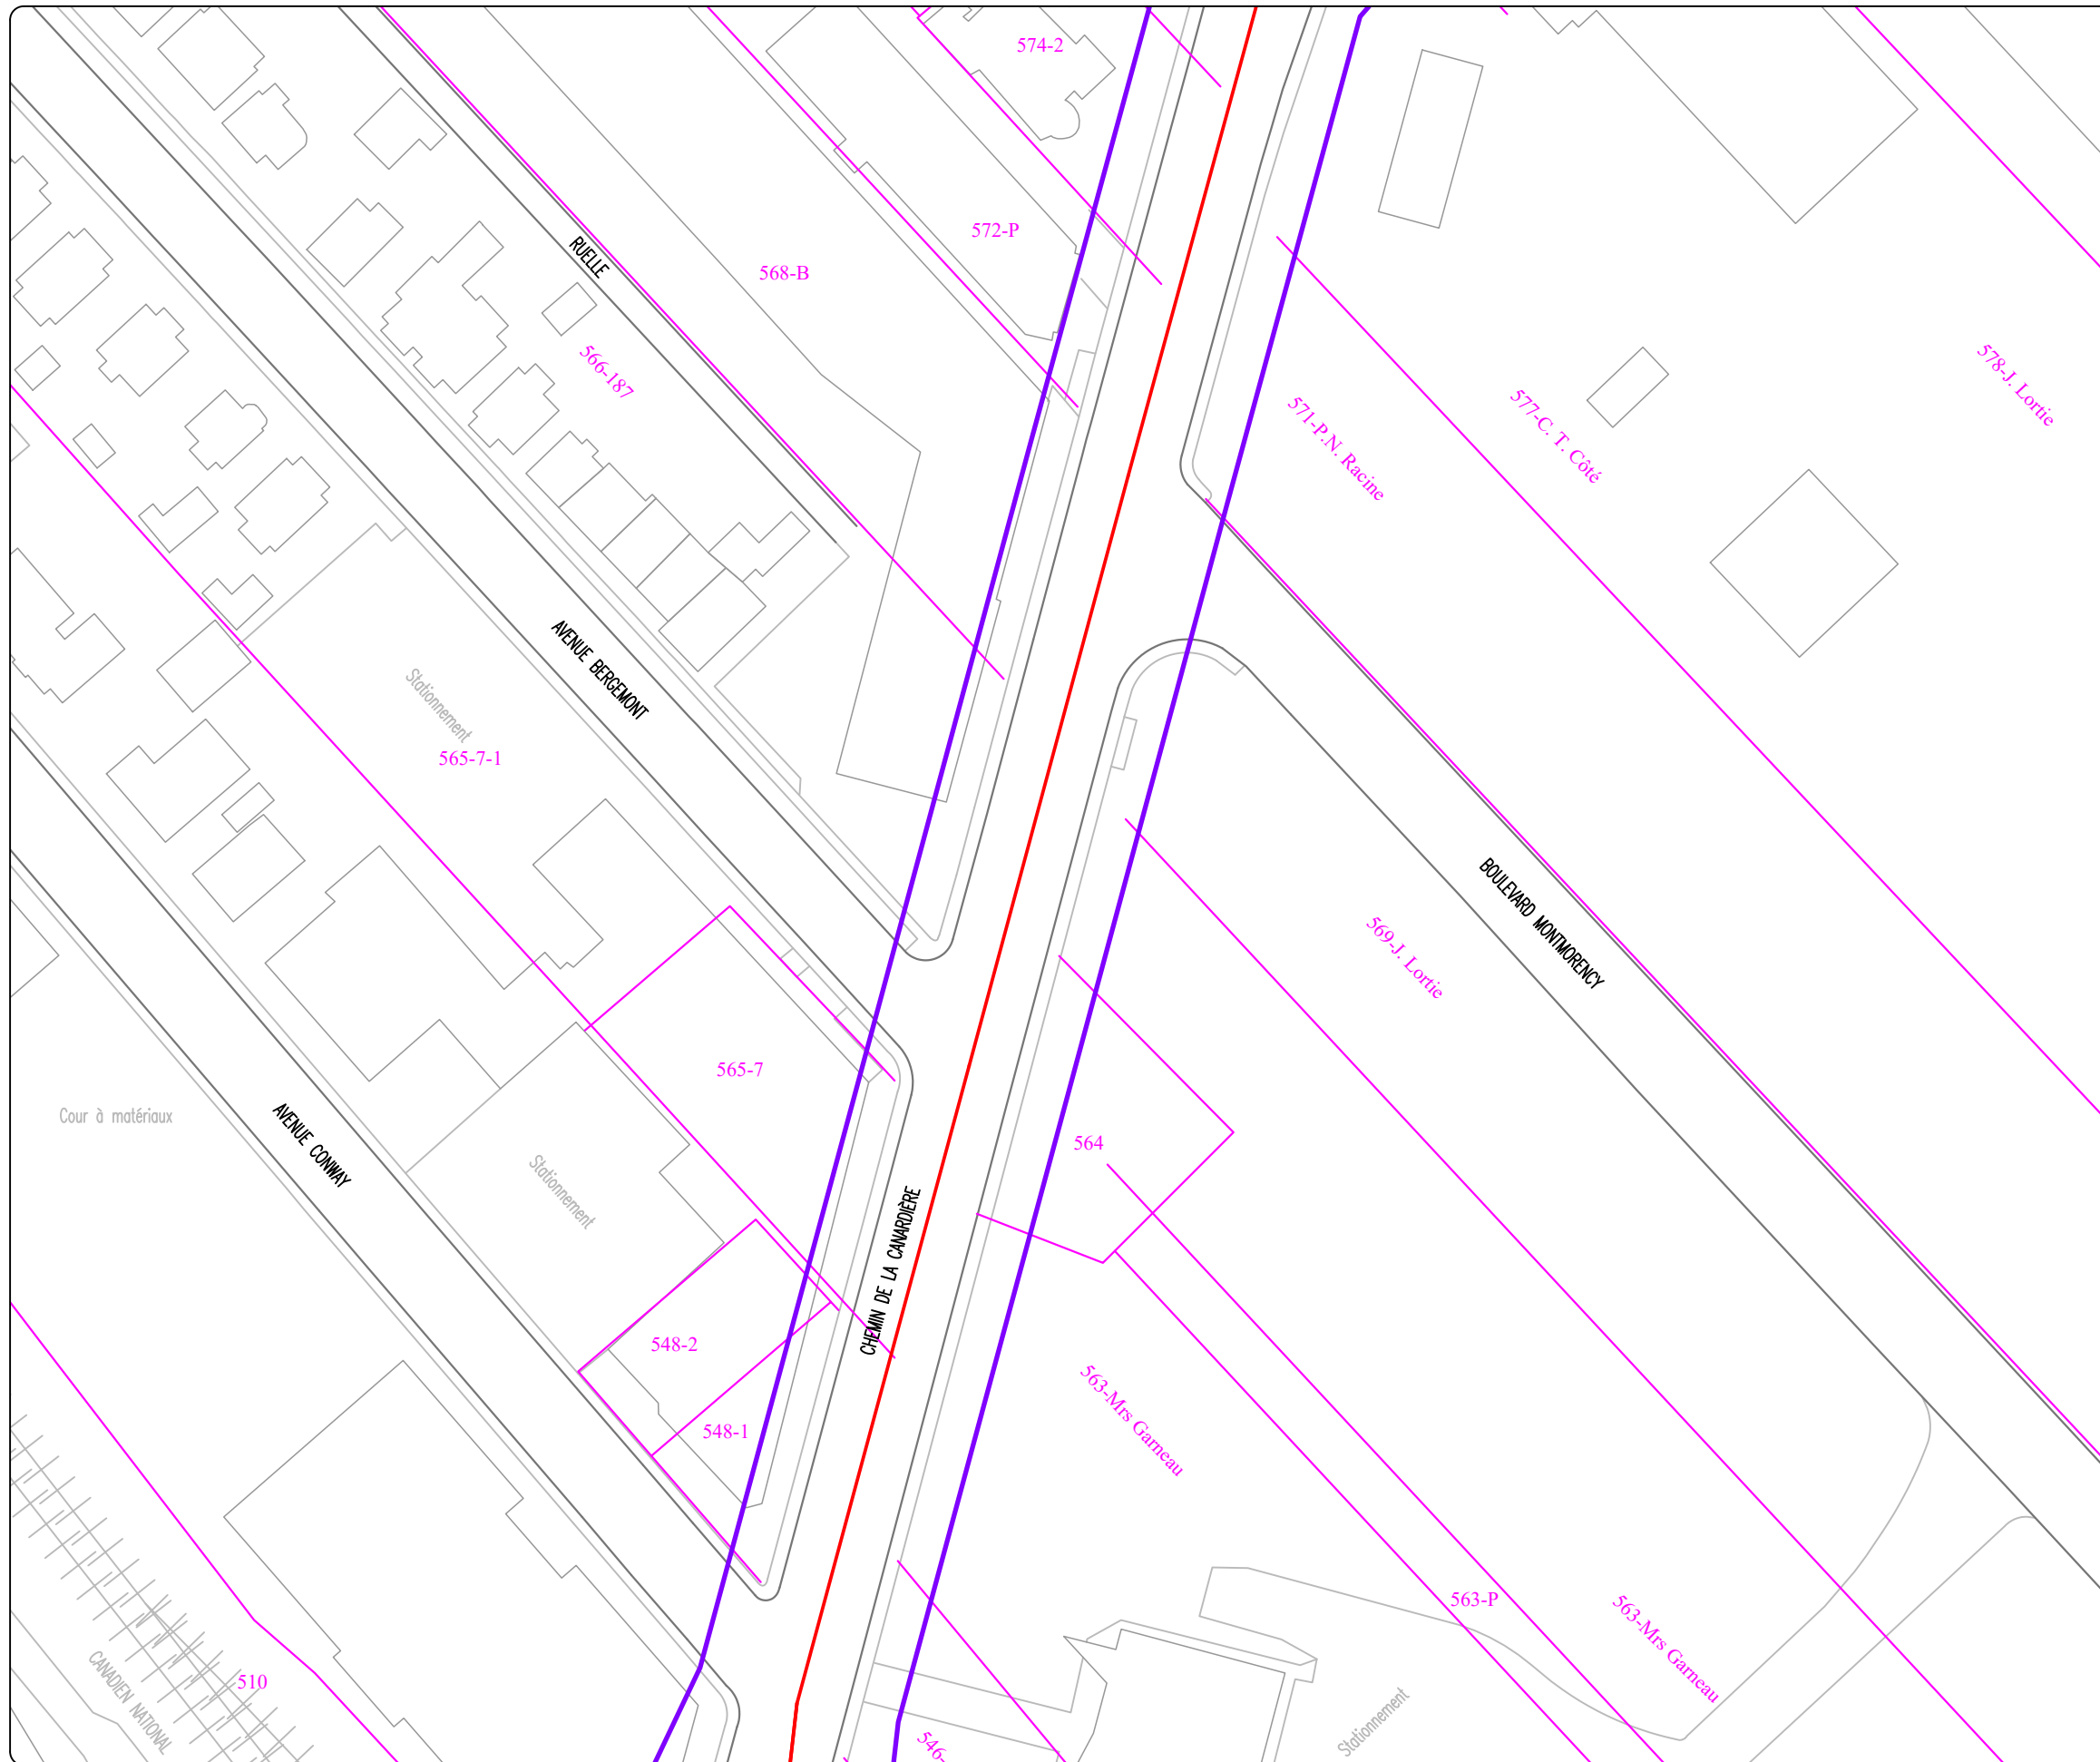 574-2
572-P
RUELLE
568-B
566-187
571-P.N. Racine
577-C. T. Côté
578-J. Lortie
AVENUE BERGEMONT
Stationnement
565-7-1
BOULEVARD MONTMORENCY
569-J. Lortie
565-7
564
Cour à matériaux
AVENUE CONWAY
Stationnement
CHEMIN DE LA CANARDIÈRE
548-2
548-1
563-Mrs Garneau
563-P
563-Mrs Garneau
510
CANADIEN NATIONAL
Stationnement
546-